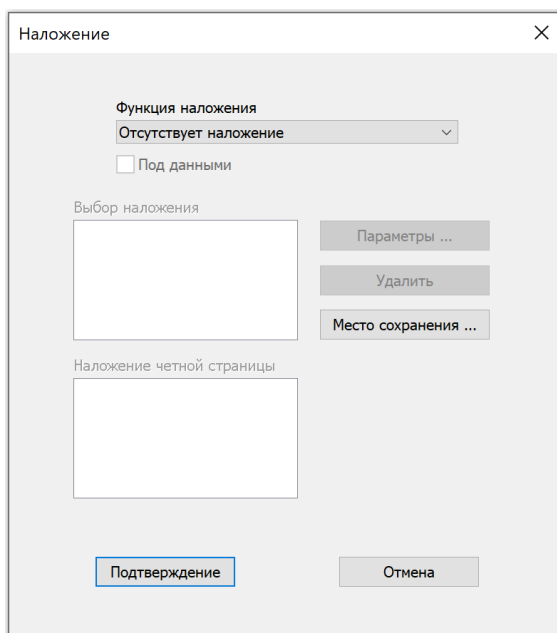 Наложение
Функция наложения
Отсутствует наложение
Под данными
Выбор наложения
Параметры ...
Удалить
Место сохранения ...
Наложение четной страницы
Подтверждение
Отмена